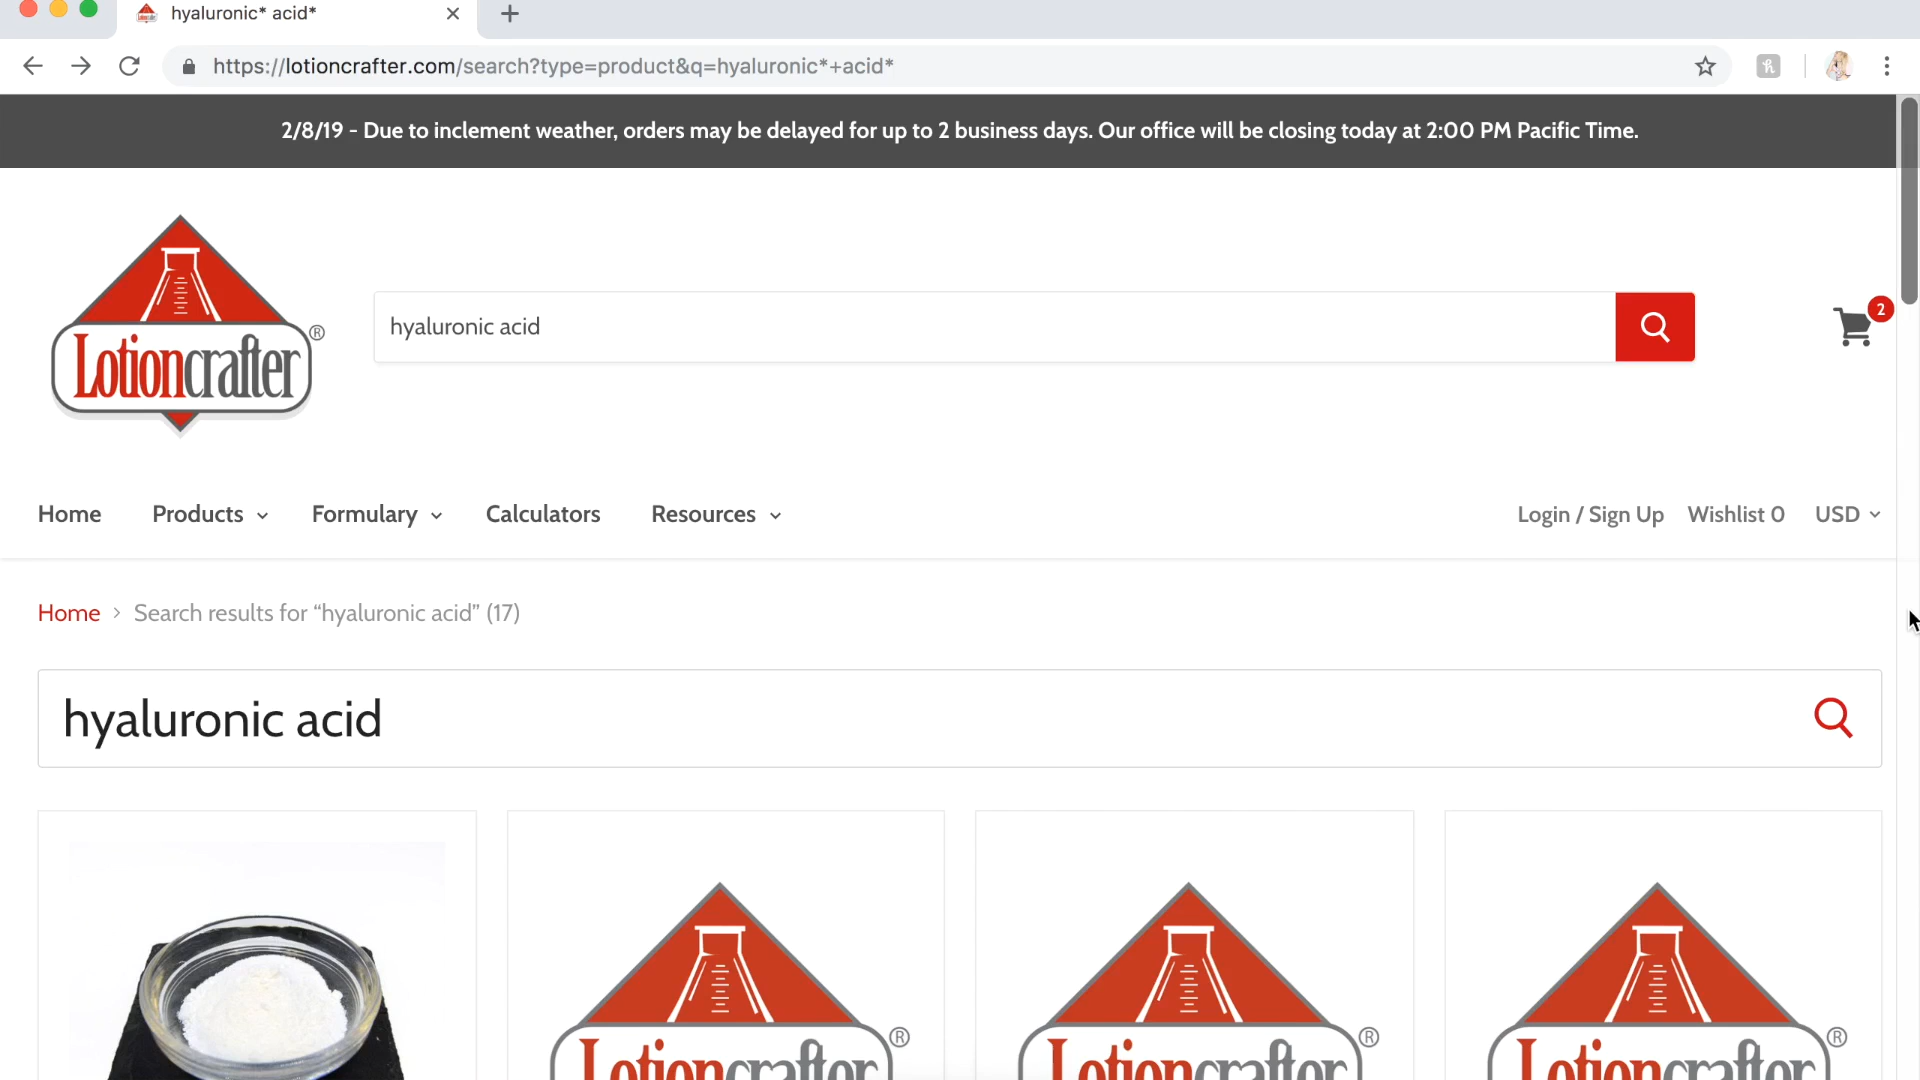 hyaluronic* acid*
https://lotioncrafter.com/search?type=product&q=hyaluronic*+acid*
2/8/19 - Due to inclement weather, orders may be delayed for up to 2 business days. Our office will be closing today at 2:00 PM Pacific Time.
Lotioncrafter®
hyaluronic acid
2
Home Products Formulary Calculators Resources Login / Sign Up Wishlist 0 USD
Home > Search results for “hyaluronic acid” (17)
hyaluronic acid
Lotioncrafter® Lotioncrafter® Lotioncrafter®